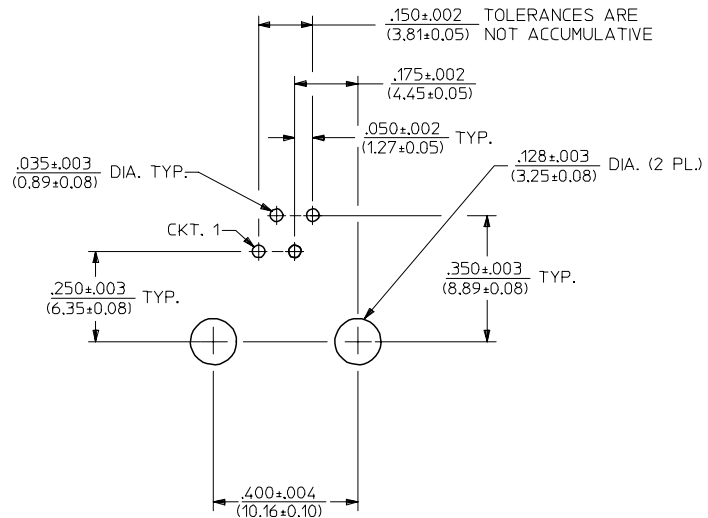 .150±.002 TOLERANCES ARE
(3.81±0.05) NOT ACCUMULATIVE
.175±.002
(4.45±0.05)
.050±.002 TYP.
(1.27±0.05)
.035±.003 DIA. TYP.
(0.89±0.08)
.128±.003 DIA. (2 PL.)
(3.25±0.08)
CKT. 1
.250±.003 TYP.
(6.35±0.08)
.350±.003 TYP.
(8.89±0.08)
.400±.004
(10.16±0.10)